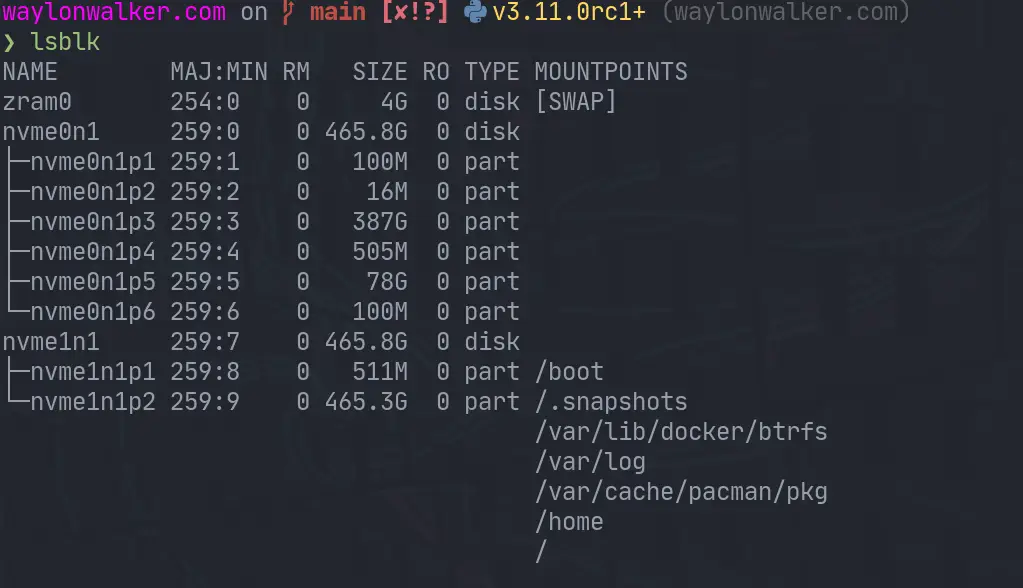 waylonwalker.com on  main [✘!?] v3.11.0rc1+ (waylonwalker.com)
❯ lsblk
NAME        MAJ:MIN RM   SIZE RO TYPE MOUNTPOINTS
zram0       254:0    0     4G  0 disk [SWAP]
nvme0n1     259:0    0 465.8G  0 disk
├─nvme0n1p1 259:1    0   100M  0 part
├─nvme0n1p2 259:2    0    16M  0 part
├─nvme0n1p3 259:3    0   387G  0 part
├─nvme0n1p4 259:4    0   505M  0 part
├─nvme0n1p5 259:5    0    78G  0 part
└─nvme0n1p6 259:6    0   100M  0 part
nvme1n1     259:7    0 465.8G  0 disk
├─nvme1n1p1 259:8    0   511M  0 part /boot
└─nvme1n1p2 259:9    0 465.3G  0 part /.snapshots
                                      /var/lib/docker/btrfs
                                      /var/log
                                      /var/cache/pacman/pkg
                                      /home
                                      /